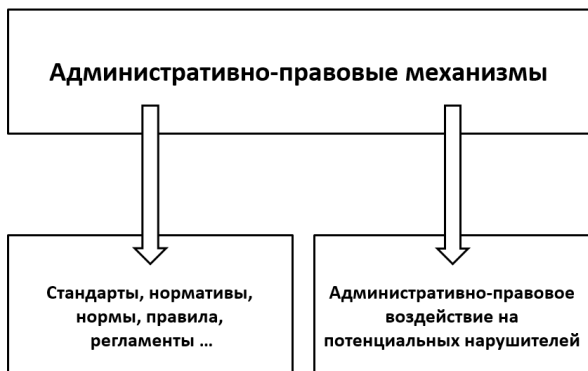 Административно-правовые механизмы
Стандарты, нормативы,
нормы, правила,
регламенты ...
Административно-правовое
воздействие на
потенциальных нарушителей